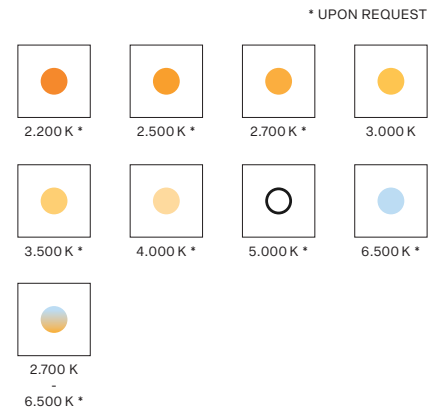 * UPON REQUEST
2.200 K *
2.500 K *
2.700 K *
3.000 K
3.500 K *
4.000 K *
5.000 K *
6.500 K *
2.700 K
-
6.500 K *